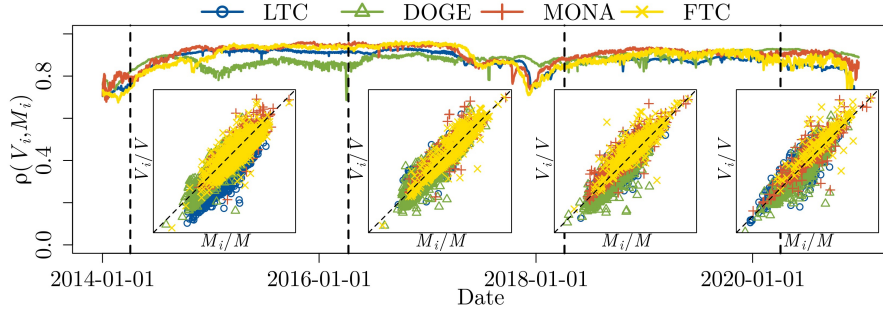 LTC DOGE MONA FTC
ρ(V_i,M_i)
0.8
0.4
0.0
V_i/V V_i/V V_i/V V_i/V
M_i/M M_i/M M_i/M M_i/M
2014-01-01 2016-01-01 2018-01-01 2020-01-01
Date